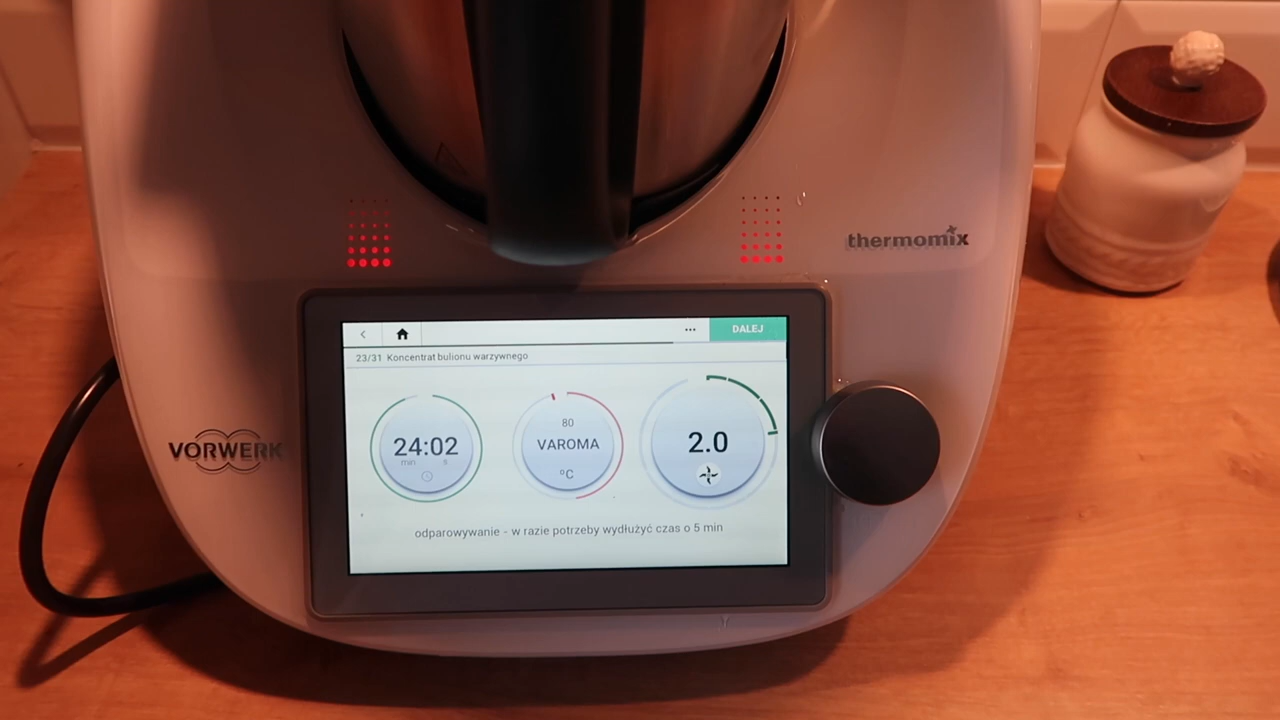 thermomix
VORWERK
DALEJ
23/31 Koncentrat bulionu warzywnego
24:02
min s
80
VAROMA
°C
2.0
odparowywanie - w razie potrzeby wydłużyć czas o 5 min